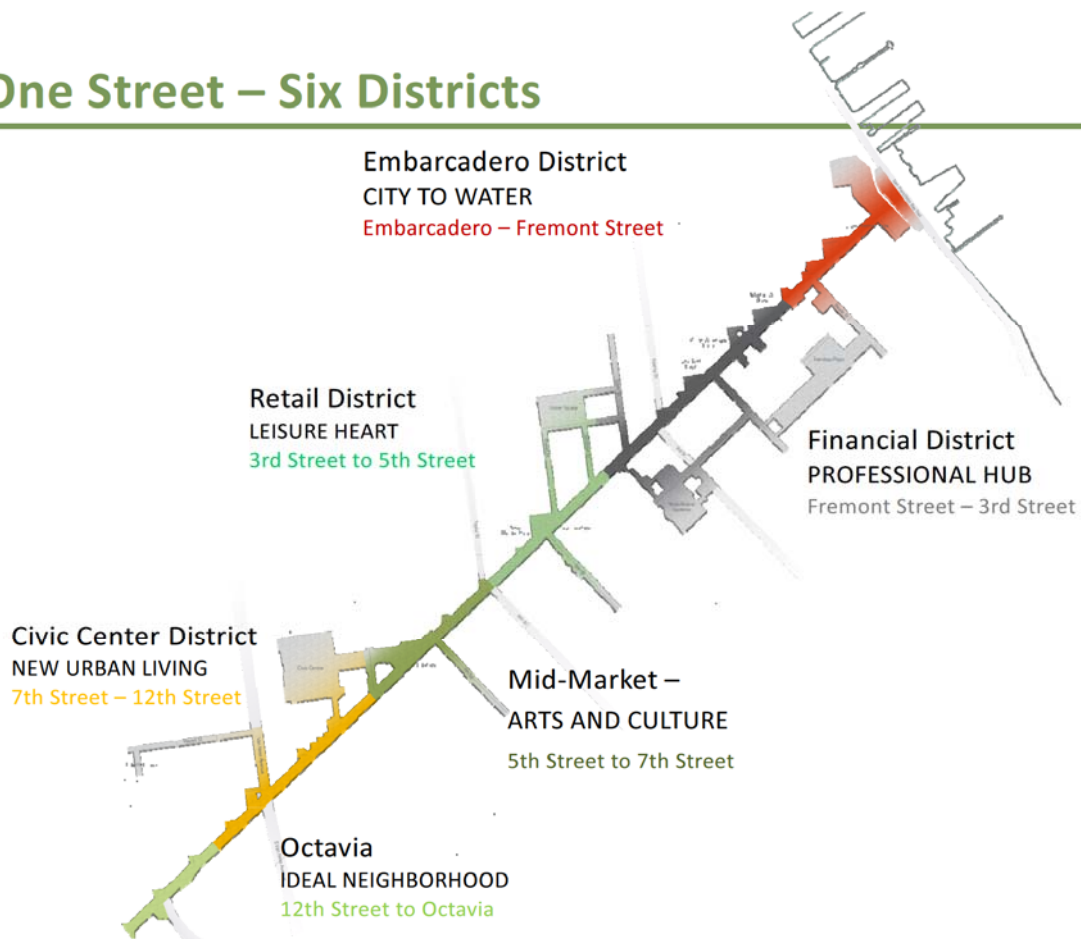 One Street – Six Districts
Embarcadero District
CITY TO WATER
Embarcadero – Fremont Street
Retail District
LEISURE HEART
3rd Street to 5th Street
Financial District
PROFESSIONAL HUB
Fremont Street – 3rd Street
Civic Center District
NEW URBAN LIVING
7th Street – 12th Street
Mid-Market –
ARTS AND CULTURE
5th Street to 7th Street
Octavia
IDEAL NEIGHBORHOOD
12th Street to Octavia